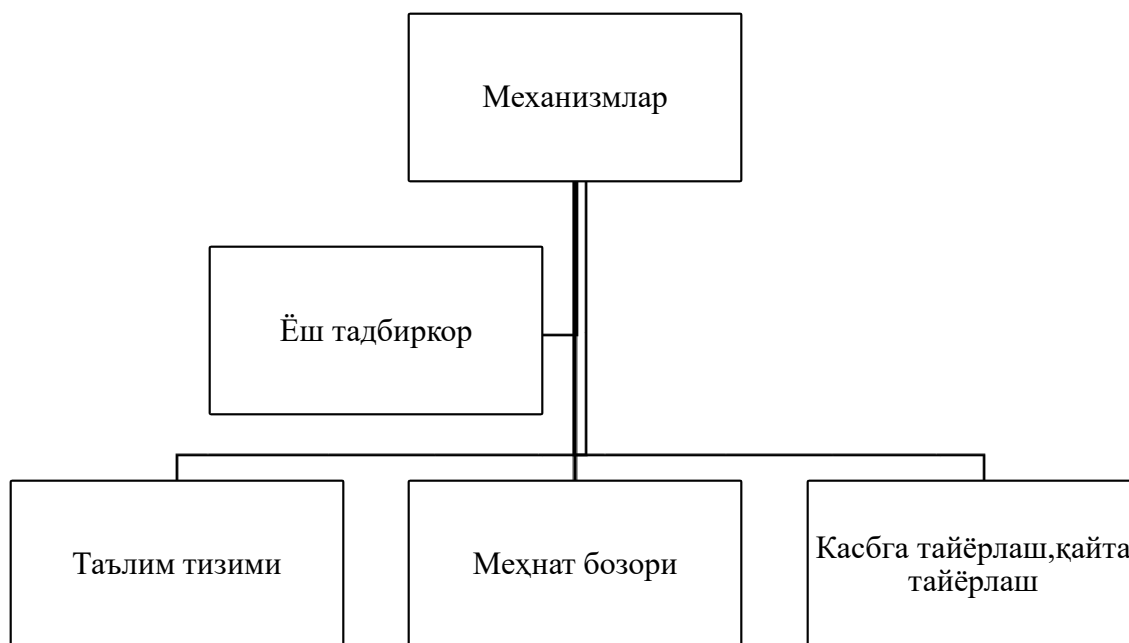 Механизмлар
Ёш тадбиркор
Таълим тизими
Меҳнат бозори
Касбга тайёрлаш,қайта
тайёрлаш